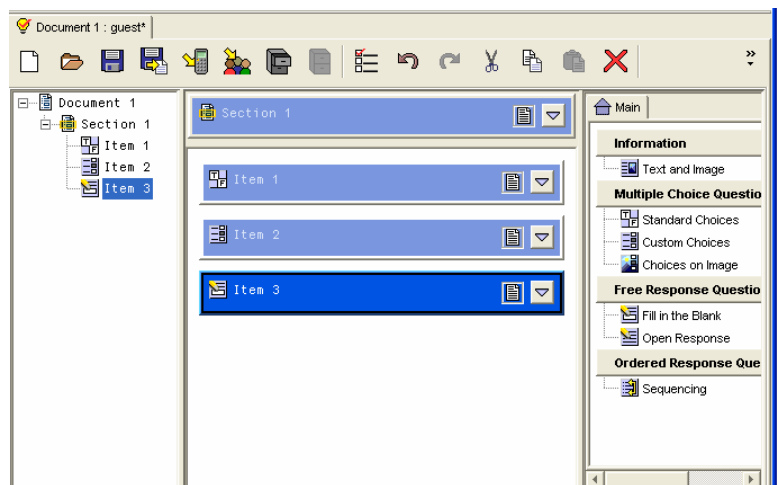 Document 1 : guest*
Document 1
Section 1
Item 1
Item 2
Item 3
Section 1
Item 1
Item 2
Item 3
Main
Information
Text and Image
Multiple Choice Questio
Standard Choices
Custom Choices
Choices on Image
Free Response Questio
Fill in the Blank
Open Response
Ordered Response Que
Sequencing